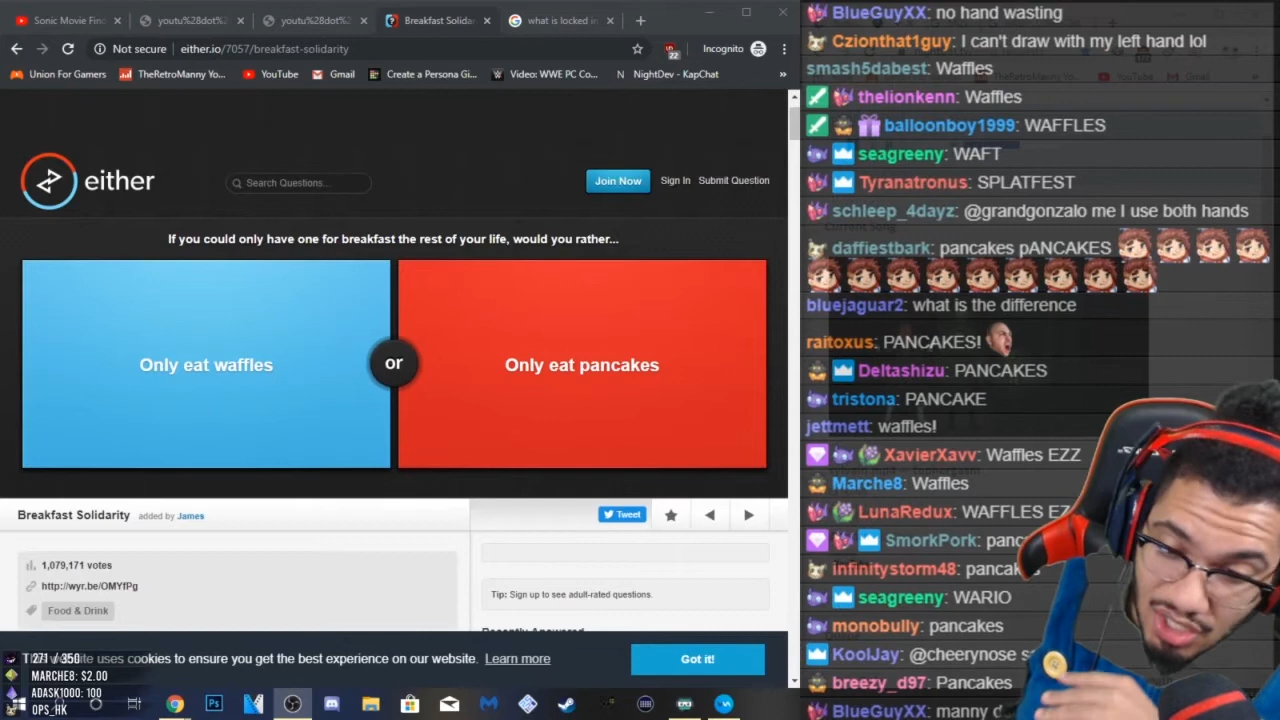 Sonic Movie Fin
youtu%28dot%
youtu%28dot%
Breakfast Solida
what is locked in
Not secure
either.io/7057/breakfast-solidarity
22
Incognito
Union For Gamers
TheRetroManny Yo...
YouTube
Gmail
Create a Persona Gi...
Video: WWE PC Co...
NightDev - KapChat
»
either
Search Questions...
Join Now
Sign In
Submit Question
If you could only have one for breakfast the rest of your life, would you rather...
Only eat waffles
or
Only eat pancakes
Breakfast Solidarity added by James
Tweet
1,079,171 votes
http://wyr.be/OMYfPg
Food & Drink
Tip: Sign up to see adult-rated questions.
Recently Answered
website uses cookies to ensure you get the best experience on our website. Learn more
Got it!
271 / 350
MARCHE8: $2.00
ADASK1000: 100
OPS_HK
BlueGuyXX: no hand wasting
Czionthat1guy: I can't draw with my left hand lol
smash5dabest: Waffles
thelionkenn: Waffles
balloonboy1999: WAFFLES
seagreeny: WAFT
Tyranatronus: SPLATFEST
schleep_4dayz: @grandgonzalo me I use both hands
daffiestbark: pancakes pANCAKES
bluejaguar2: what is the difference
raitoxus: PANCAKES!
Deltashizu: PANCAKES
tristona: PANCAKE
jettmett: waffles!
XavierXavv: Waffles EZZ
Marche8: Waffles
LunaRedux: WAFFLES EZ
SmorkPork: panc
infinitystorm48: pancak
seagreeny: WARIO
monobully: pancakes
KoolJay: @cheerynose s
breezy_d97: Pancakes
BlueGuyXX: manny d